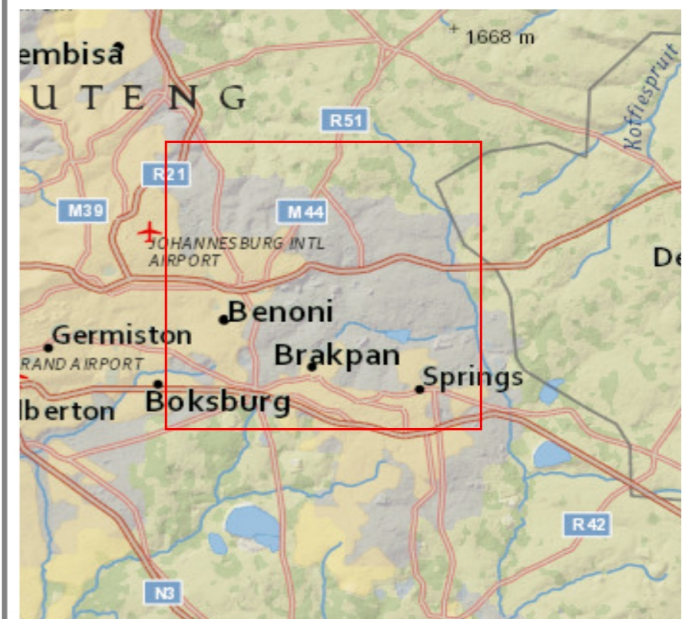 1668 m
embisa
UTENG
Koffiespruit
R51
R21
M39
M44
JOHANNESBURG INTL
AIRPORT
De
Benoni
Germiston
Brakpan
RAND AIRPORT
Springs
Boksburg
lberton
R42
N3